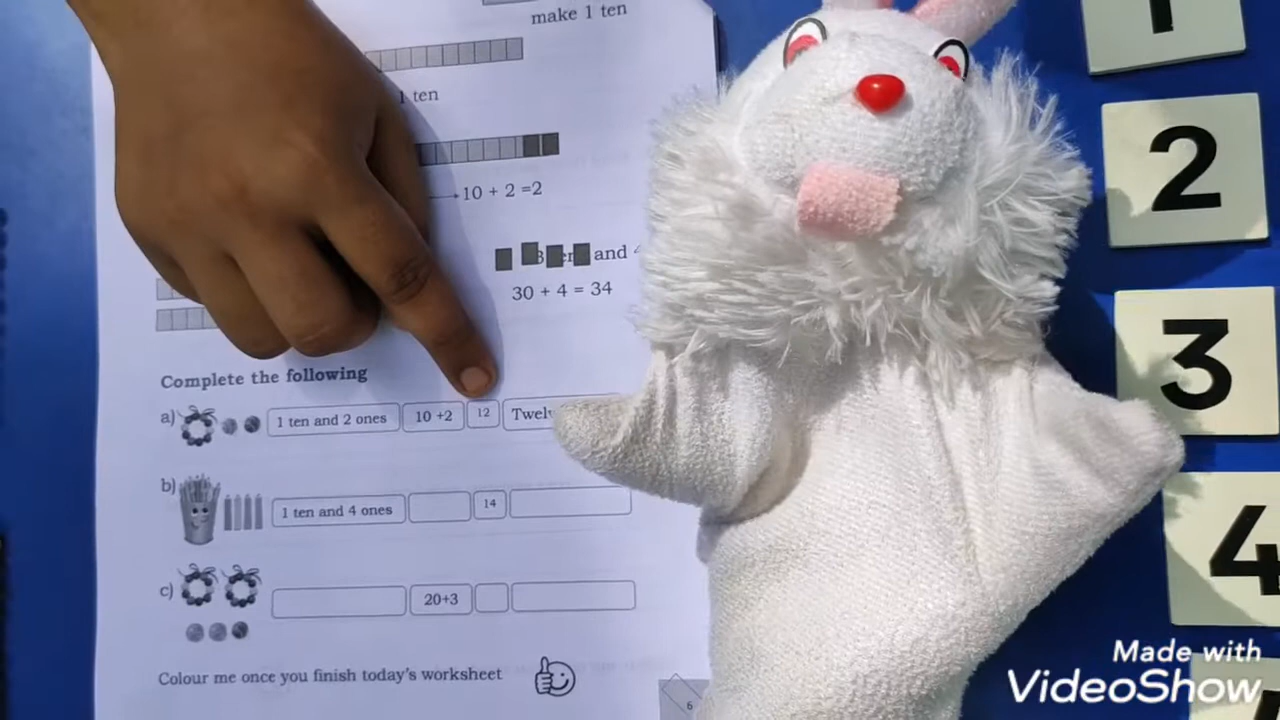 make 1 ten
1 ten
10 + 2 =2
and
30 + 4 = 34
Complete the following
a) 1 ten and 2 ones 10 +2 12
b) 1 ten and 4 ones 14
c) 20+3
Colour me once you finish today's worksheet
6
1
2
3
4
Made with
VideoShow